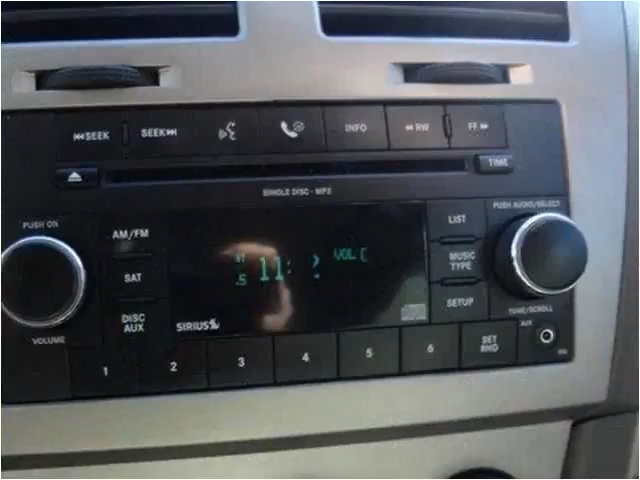 SEEK SEEK INFO RW FF
TIME
SINGLE DISC - MP3
PUSH ON
PUSH AUDIO/SELECT
AM/FM
LIST
VOL
11:
.5
SAT
MUSIC
TYPE
DISC
AUX
SETUP
SIRIUS
VOLUME
TUNE/SCROLL
AUX
1 2 3 4 5 6 SET
RND